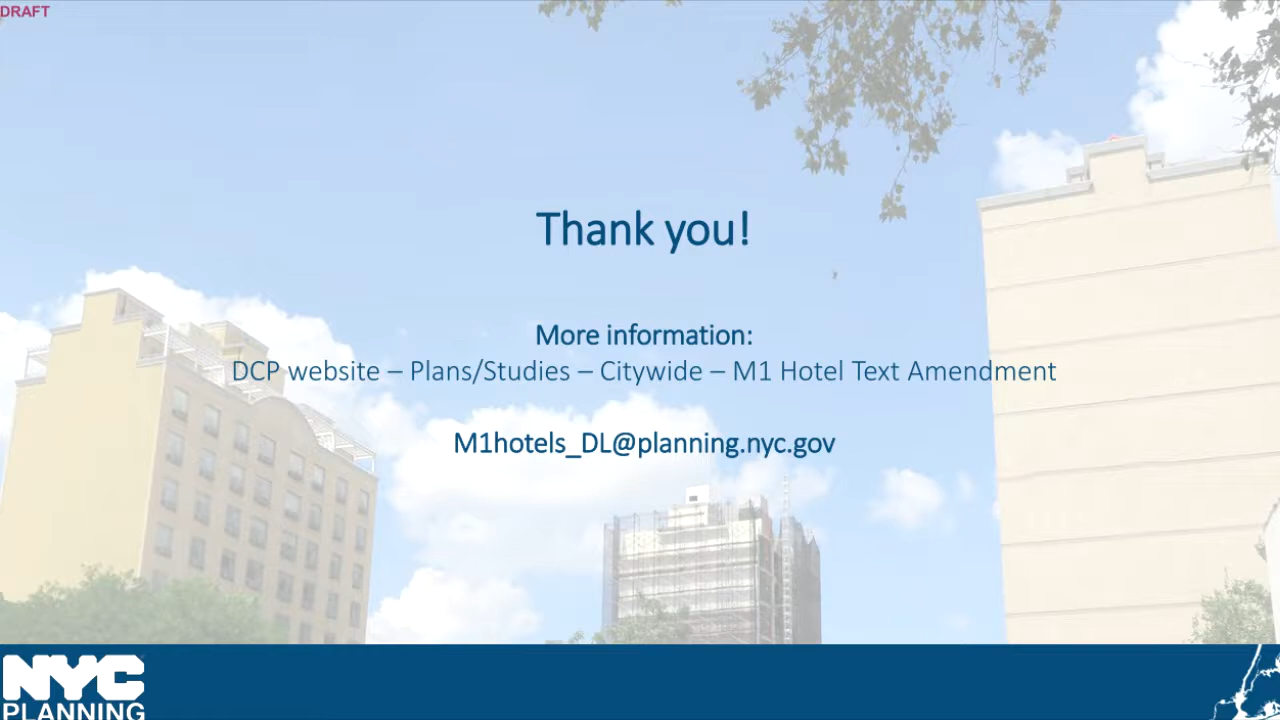 DRAFT
Thank you!
More information:
DCP website – Plans/Studies – Citywide – M1 Hotel Text Amendment
M1hotels_DL@planning.nyc.gov
NYC
PLANNING